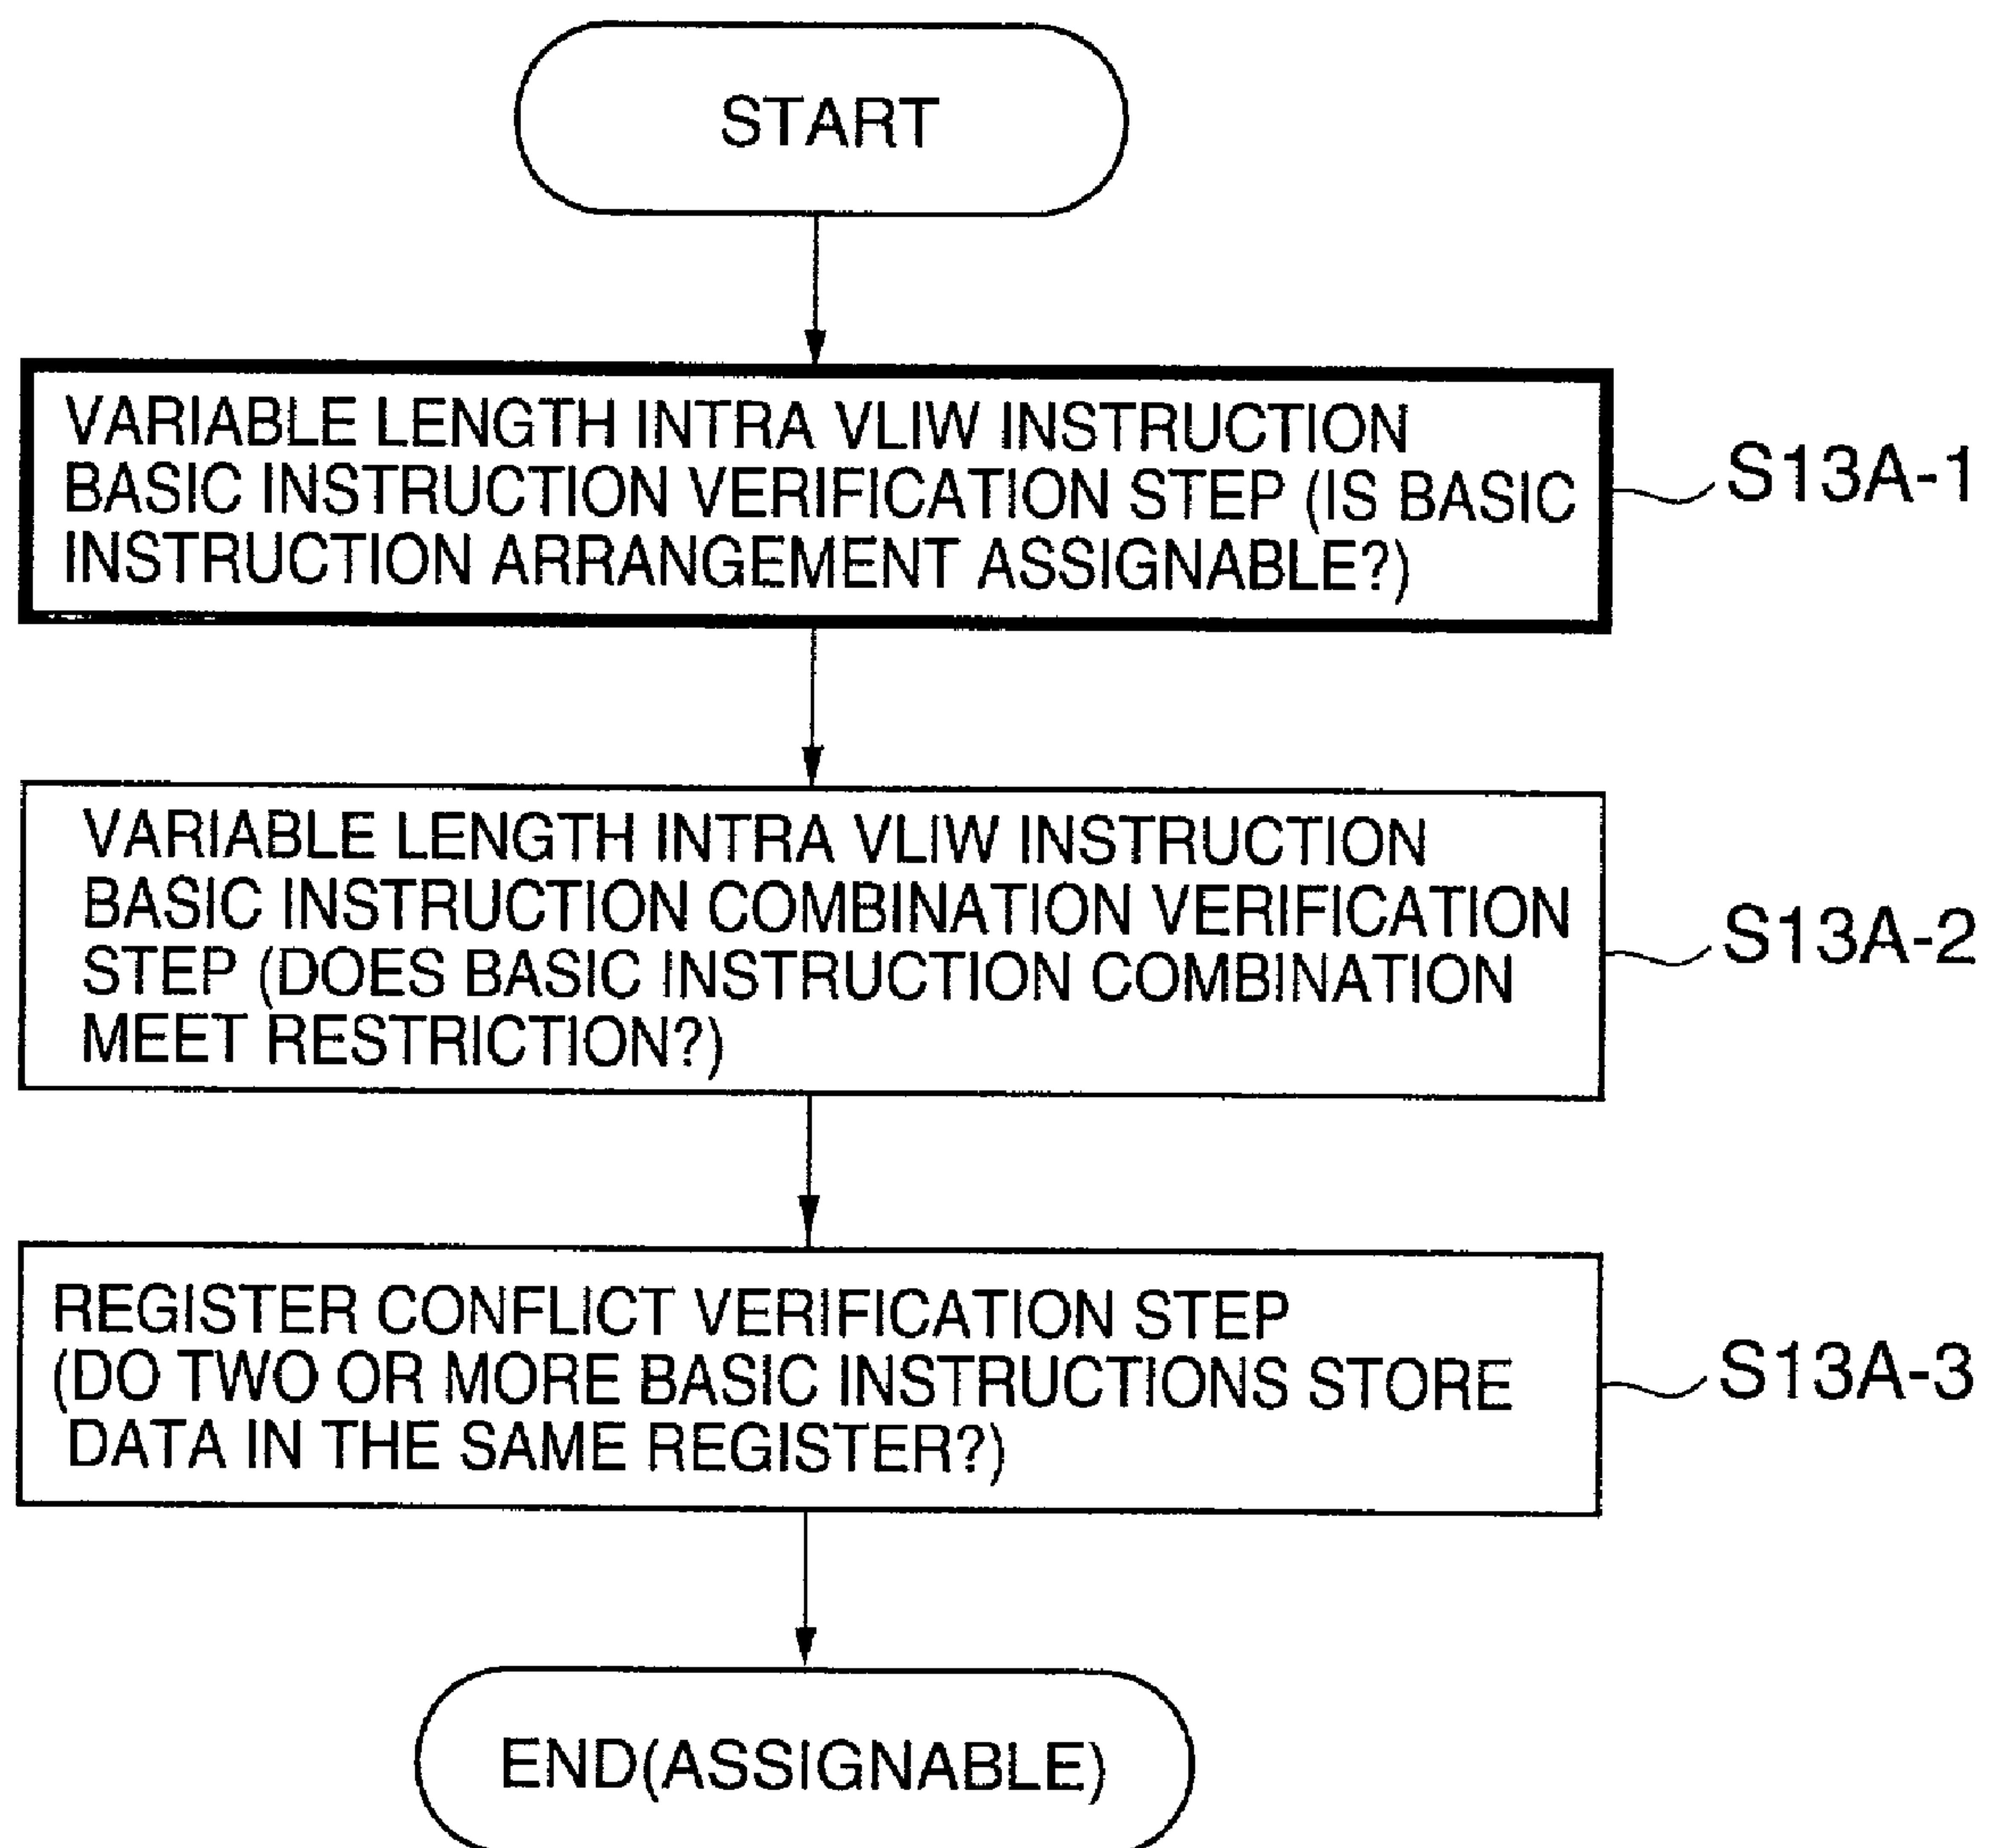 START
VARIABLE LENGTH INTRA VLIW INSTRUCTION
BASIC INSTRUCTION VERIFICATION STEP (IS BASIC
INSTRUCTION ARRANGEMENT ASSIGNABLE?)
S13A-1
VARIABLE LENGTH INTRA VLIW INSTRUCTION
BASIC INSTRUCTION COMBINATION VERIFICATION
STEP (DOES BASIC INSTRUCTION COMBINATION
MEET RESTRICTION?)
S13A-2
REGISTER CONFLICT VERIFICATION STEP
(DO TWO OR MORE BASIC INSTRUCTIONS STORE
DATA IN THE SAME REGISTER?)
S13A-3
END(ASSIGNABLE)